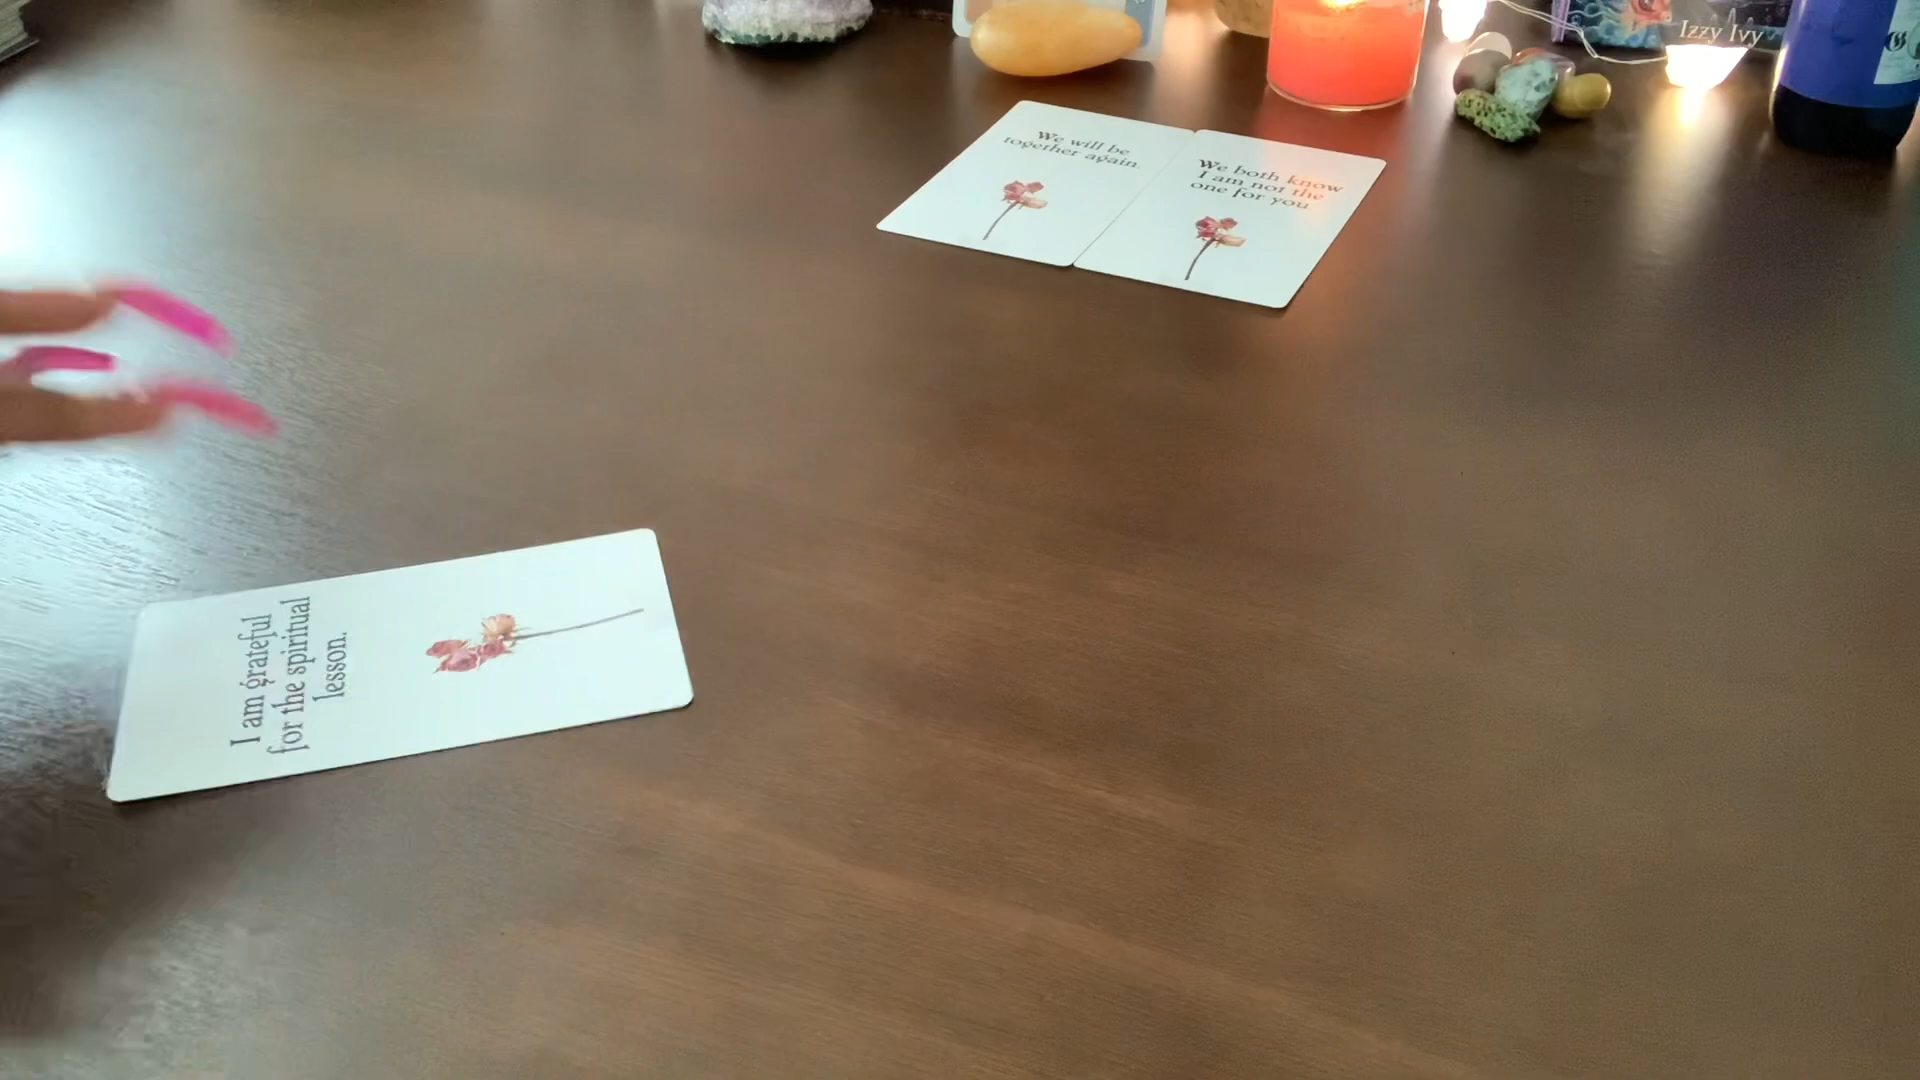 Izzy Ivy
We will be
together again.
We both know
I am not the
one for you
I am grateful
for the spiritual
lesson.